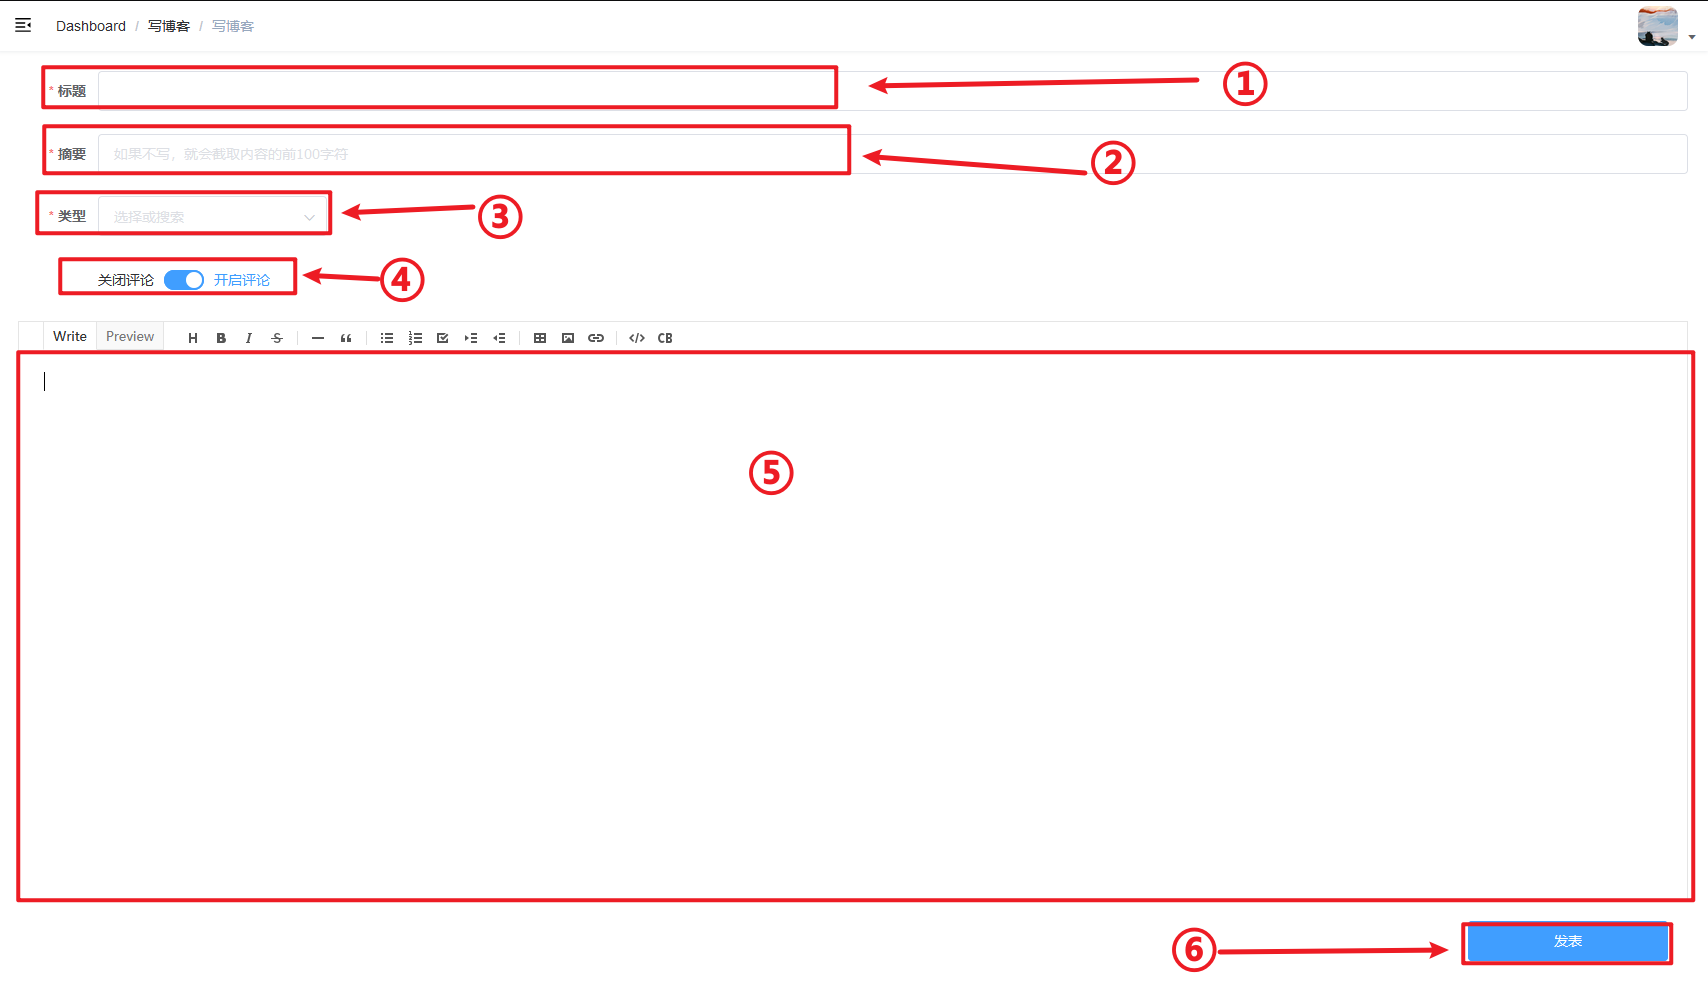 Dashboard / 写博客 / 写博客
* 标题
①
* 摘要 如果不写，就会截取内容的前100字符
②
* 类型 选择或搜索
③
关闭评论 开启评论
④
Write Preview H B I S — “ </> CB
⑤
⑥ 发表